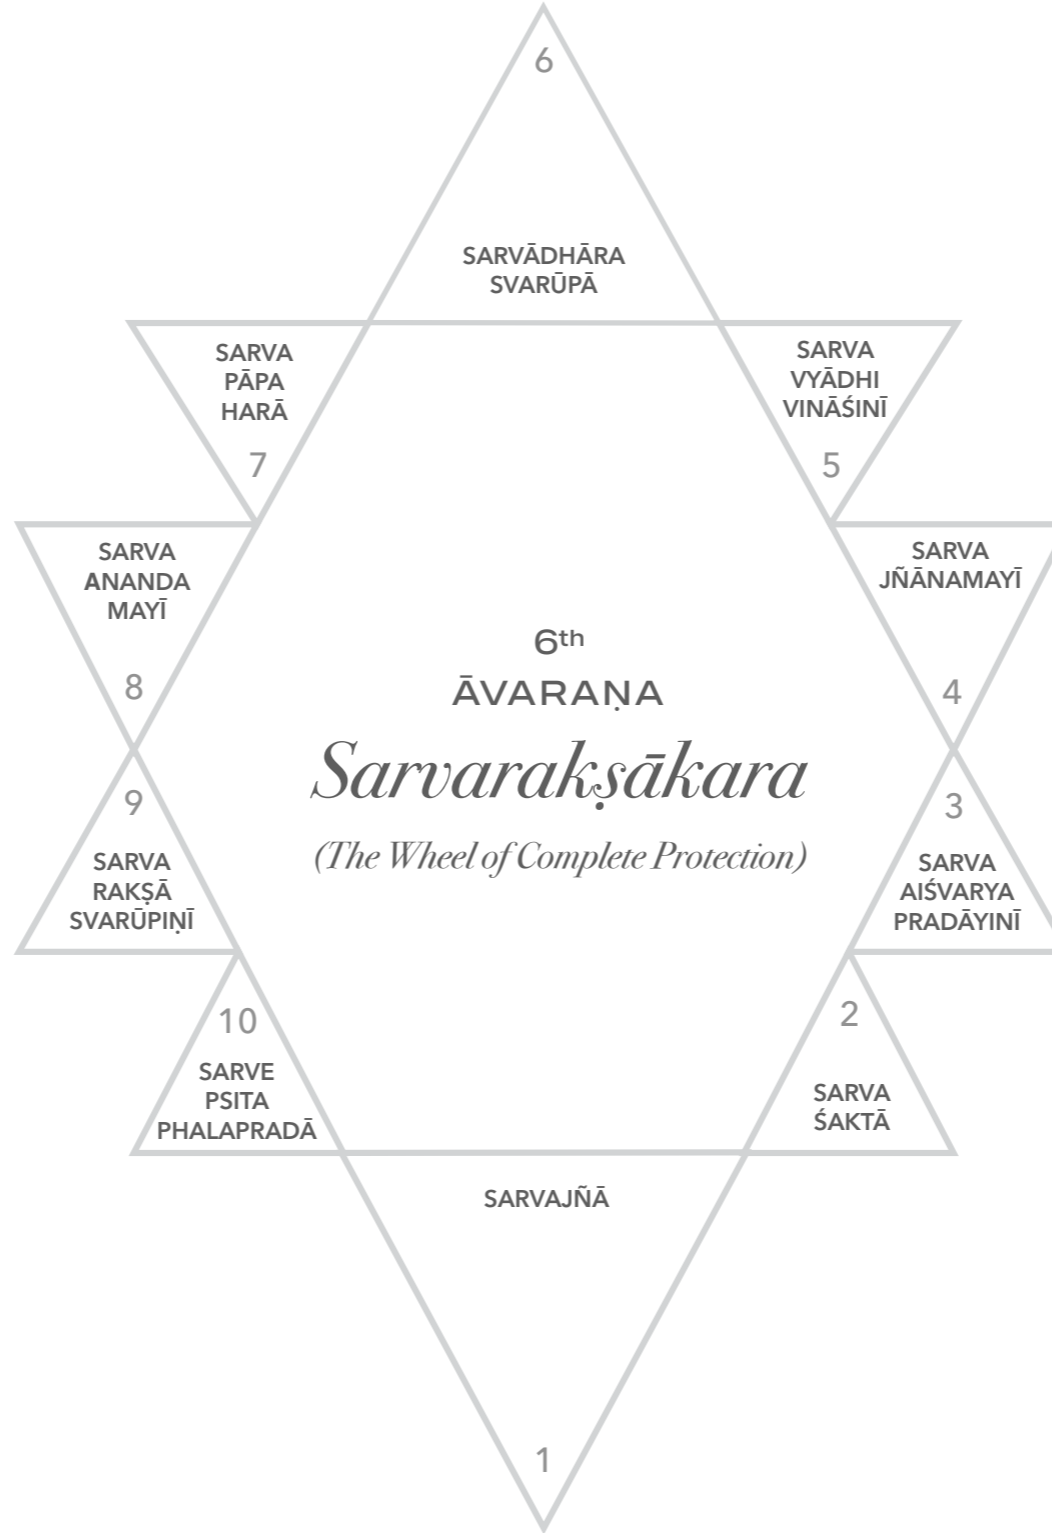 6
SARVĀDHĀRA
SVARŪPĀ
SARVA
PĀPA
HARĀ
7
SARVA
VYĀDHI
VINĀŚINĪ
5
SARVA
ANANDA
MAYĪ
8
SARVA
JÑĀNAMAYĪ
4
6th
ĀVARAṆA
Sarvarakṣākara
(The Wheel of Complete Protection)
9
SARVA
RAKṢĀ
SVARŪPIṆĪ
3
SARVA
AIŚVARYA
PRADĀYINĪ
10
SARVE
PSITA
PHALAPRADĀ
2
SARVA
ŚAKTĀ
SARVAJÑĀ
1